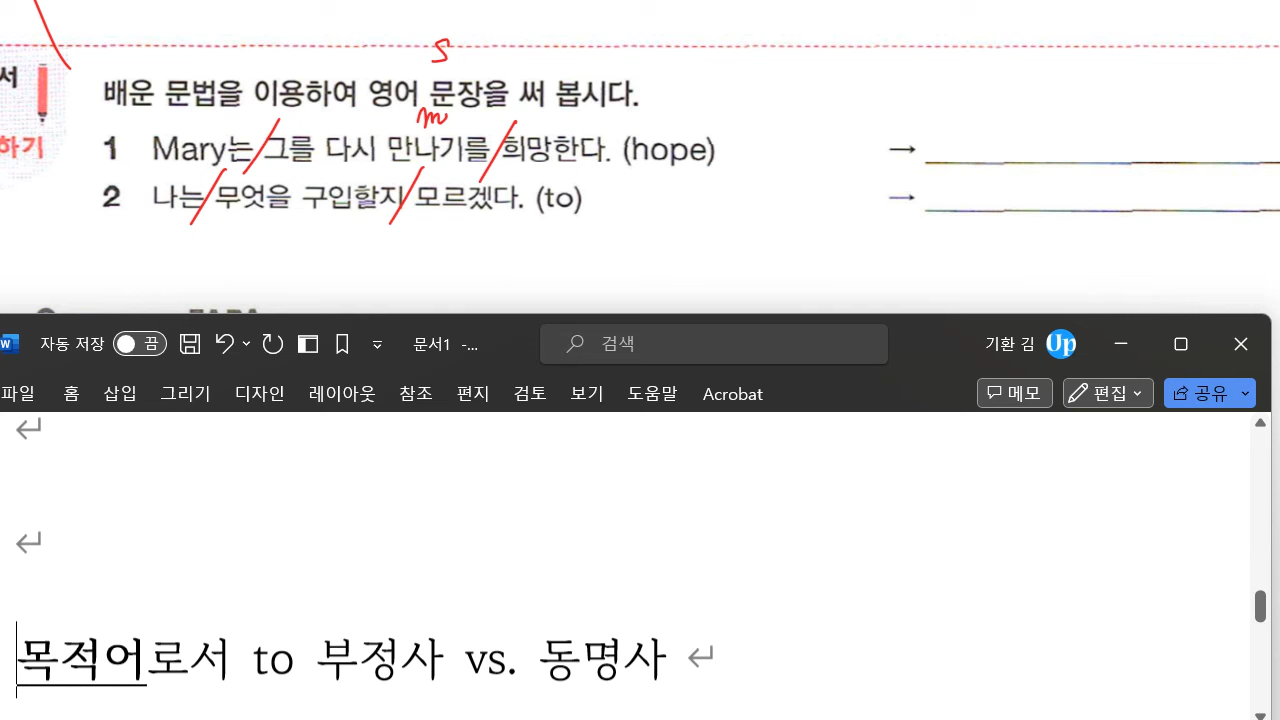 s
서 배운 문법을 이용하여 영어 문장을 써 봅시다.
m
하기 1 Mary는 그를 다시 만나기를 희망한다. (hope) →
2 나는 무엇을 구입할지 모르겠다. (to) →
자동 저장 끔 문서1 -... 검색 기환 김 Up
파일 홈 삽입 그리기 디자인 레이아웃 참조 편지 검토 보기 도움말 Acrobat 메모 편집 공유
목적어로서 to 부정사 vs. 동명사